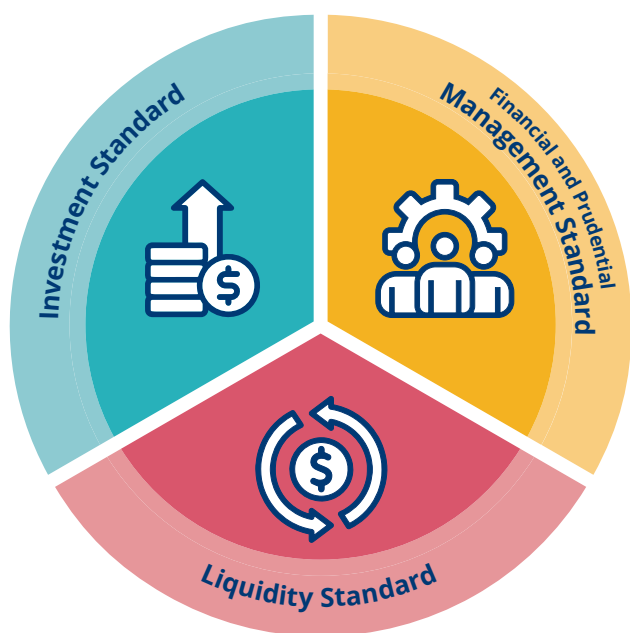 Investment Standard
Financial and Prudential
Management Standard
$
$
Liquidity Standard